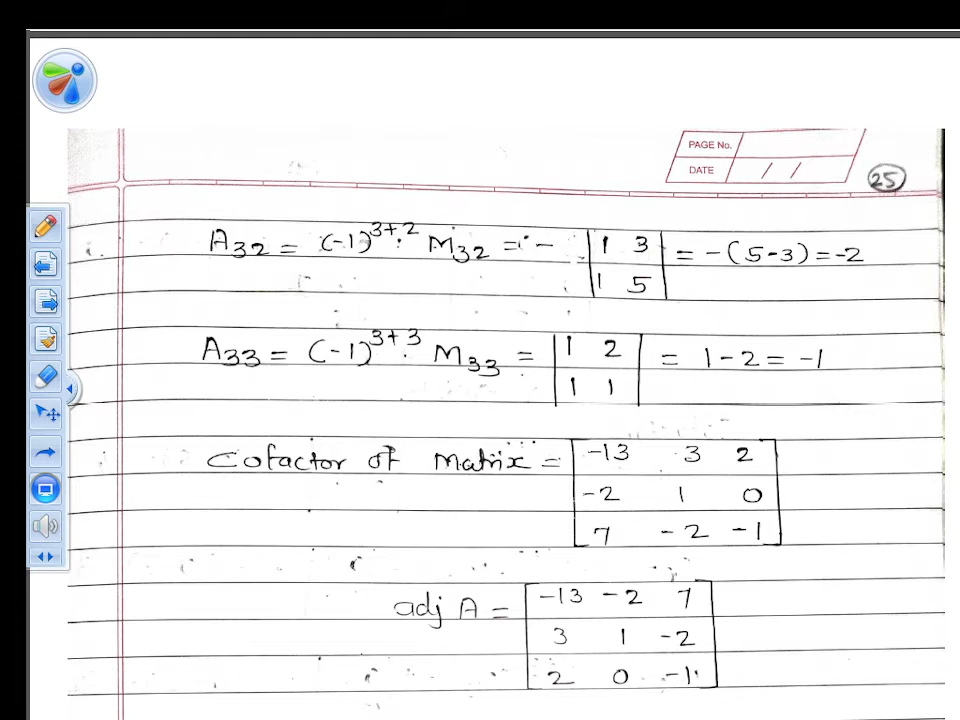 PAGE No.
DATE / /
25
A32 = (-1)^3+2 M32 = - |1 3| = -(5-3) = -2
|1 5|
A33 = (-1)^3+3 M33 = |1 2| = 1-2 = -1
|1 1|
Cofactor of Matrix = [-13 3 2]
[-2 1 0]
[7 -2 -1]
adj A = [-13 -2 7]
[3 1 -2]
[2 0 -1]